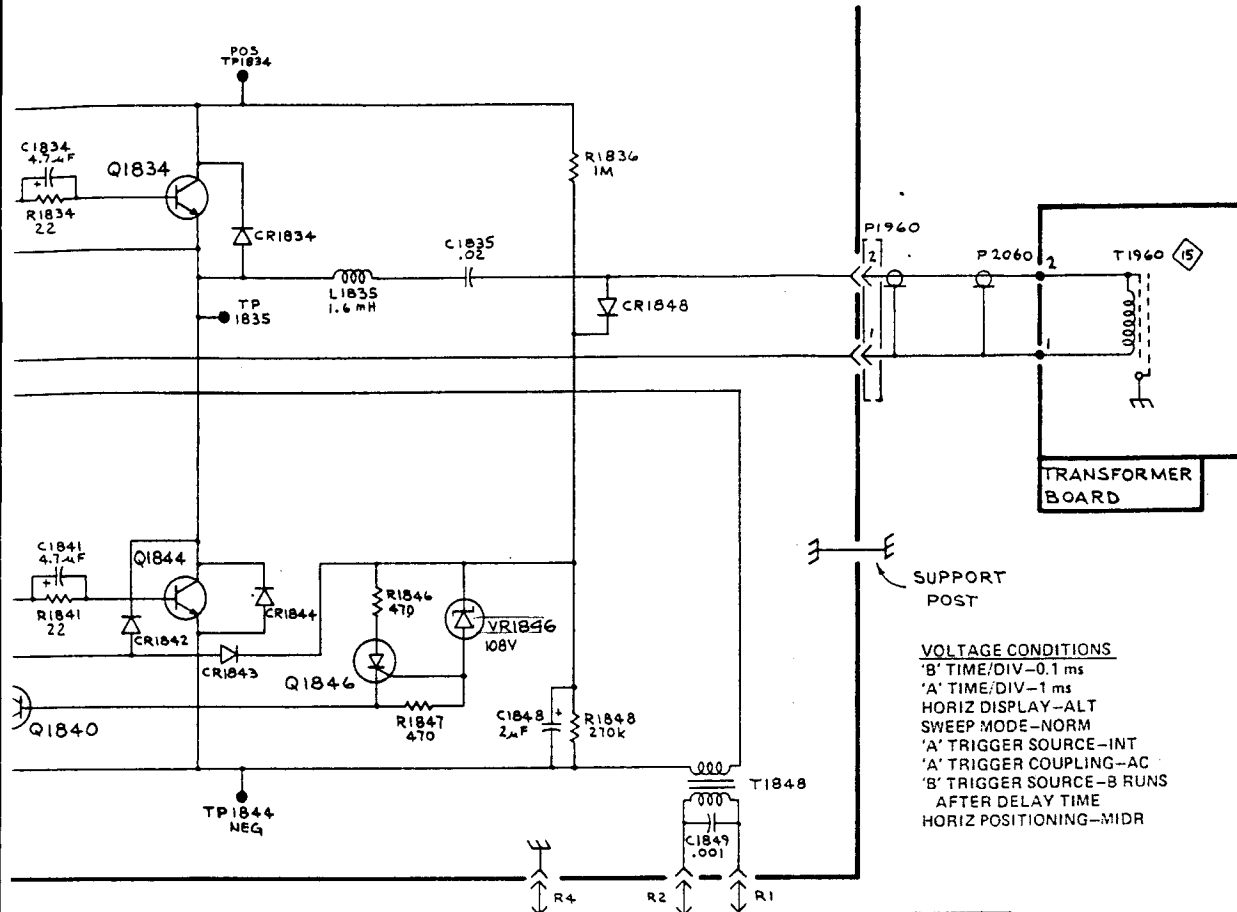 POS
TP1834
C1834
4.7µF
Q1834
R1834
22
CR1834
R1836
1M
C1835
.02
L1835
1.6 mH
TP
1835
CR1848
P1960
2
1
P2060
2
1
T1960
15
TRANSFORMER
BOARD
SUPPORT
POST
C1841
4.7µF
Q1844
R1841
22
CR1842
CR1844
CR1843
R1846
470
VR1846
108V
Q1846
R1847
470
Q1840
C1848
2µF
R1848
270K
TP1844
NEG
T1848
C1849
.001
R4
R2
R1
VOLTAGE CONDITIONS
'B' TIME/DIV–0.1 ms
'A' TIME/DIV–1 ms
HORIZ DISPLAY–ALT
SWEEP MODE–NORM
'A' TRIGGER SOURCE–INT
'A' TRIGGER COUPLING–AC
'B' TRIGGER SOURCE–B RUNS
AFTER DELAY TIME
HORIZ POSITIONING–MIDR